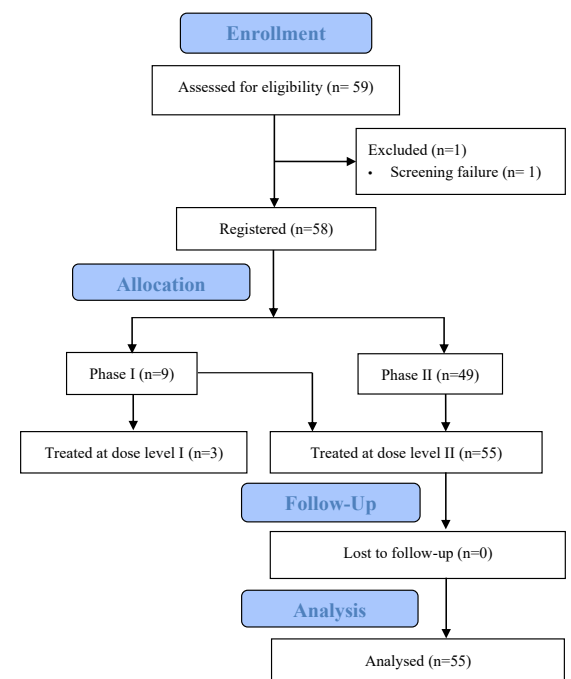 Enrollment
Assessed for eligibility (n= 59)
Excluded (n=1)
• Screening failure (n= 1)
Registered (n=58)
Allocation
Phase I (n=9)
Phase II (n=49)
Treated at dose level I (n=3)
Treated at dose level II (n=55)
Follow-Up
Lost to follow-up (n=0)
Analysis
Analysed (n=55)